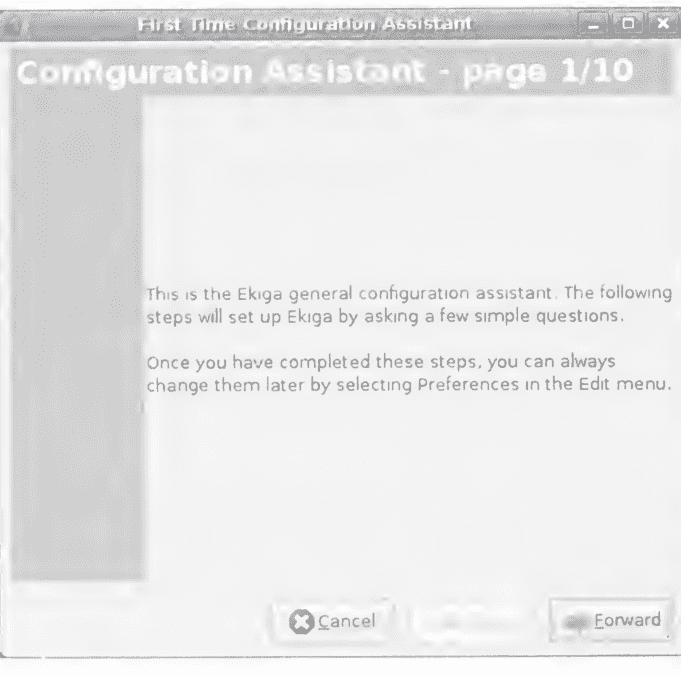 First Time Configuration Assistant
Configuration Assistant - page 1/10
This is the Ekiga general configuration assistant. The following
steps will set up Ekiga by asking a few simple questions.
Once you have completed these steps, you can always
change them later by selecting Preferences in the Edit menu.
Cancel
Forward